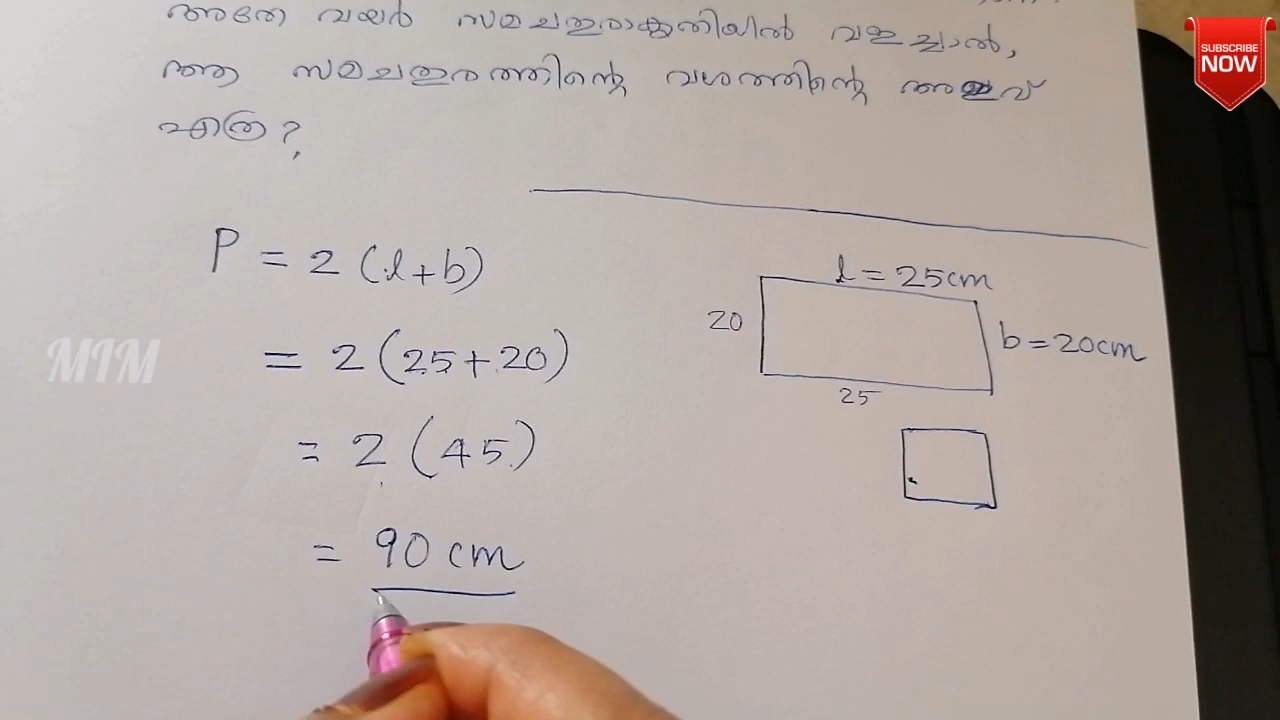 അതേ വയർ സമചതുരാകൃതിയിൽ വളച്ചാൽ,
ആ സമചതുരത്തിന്റെ വശത്തിന്റെ അളവ്
എത്ര?
P = 2 (l+b)
= 2 (25+20)
= 2 (45)
= 90 cm
l = 25cm
20
b = 20cm
25
MIM
SUBSCRIBE
NOW